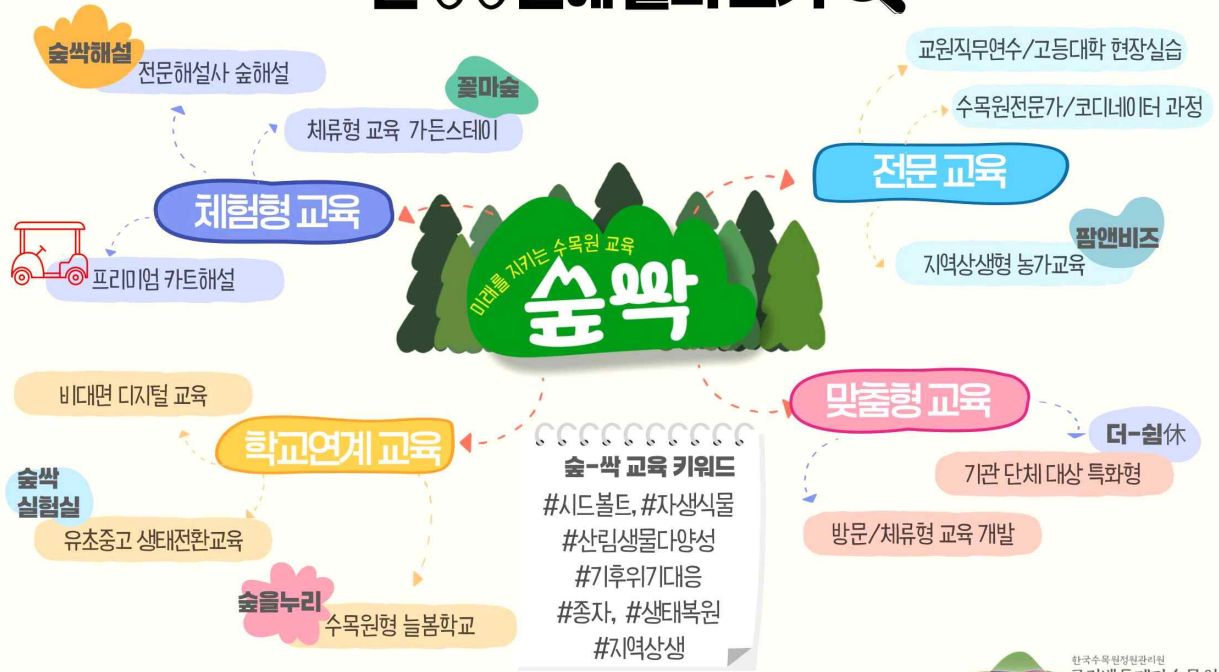 숲싹해설
전문해설사 숲해설
꽃마숲
체류형 교육 가든스테이
체험형 교육
프리미엄 카트해설
교원직무연수/고등대학 현장실습
수목원전문가/코디네이터 과정
전문 교육
팜앤비즈
지역상생형 농가교육
미래를 지키는 수목원 교육
숲싹
비대면 디지털 교육
학교연계 교육
숲싹
실험실
유초중고 생태전환교육
숲을누리
수목원형 늘봄학교
맞춤형 교육
더-쉼休
기관 단체 대상 특화형
방문/체류형 교육 개발
숲-싹 교육 키워드
#시드볼트, #자생식물
#산림생물다양성
#기후위기대응
#종자, #생태복원
#지역상생
한국수목원정원관리원